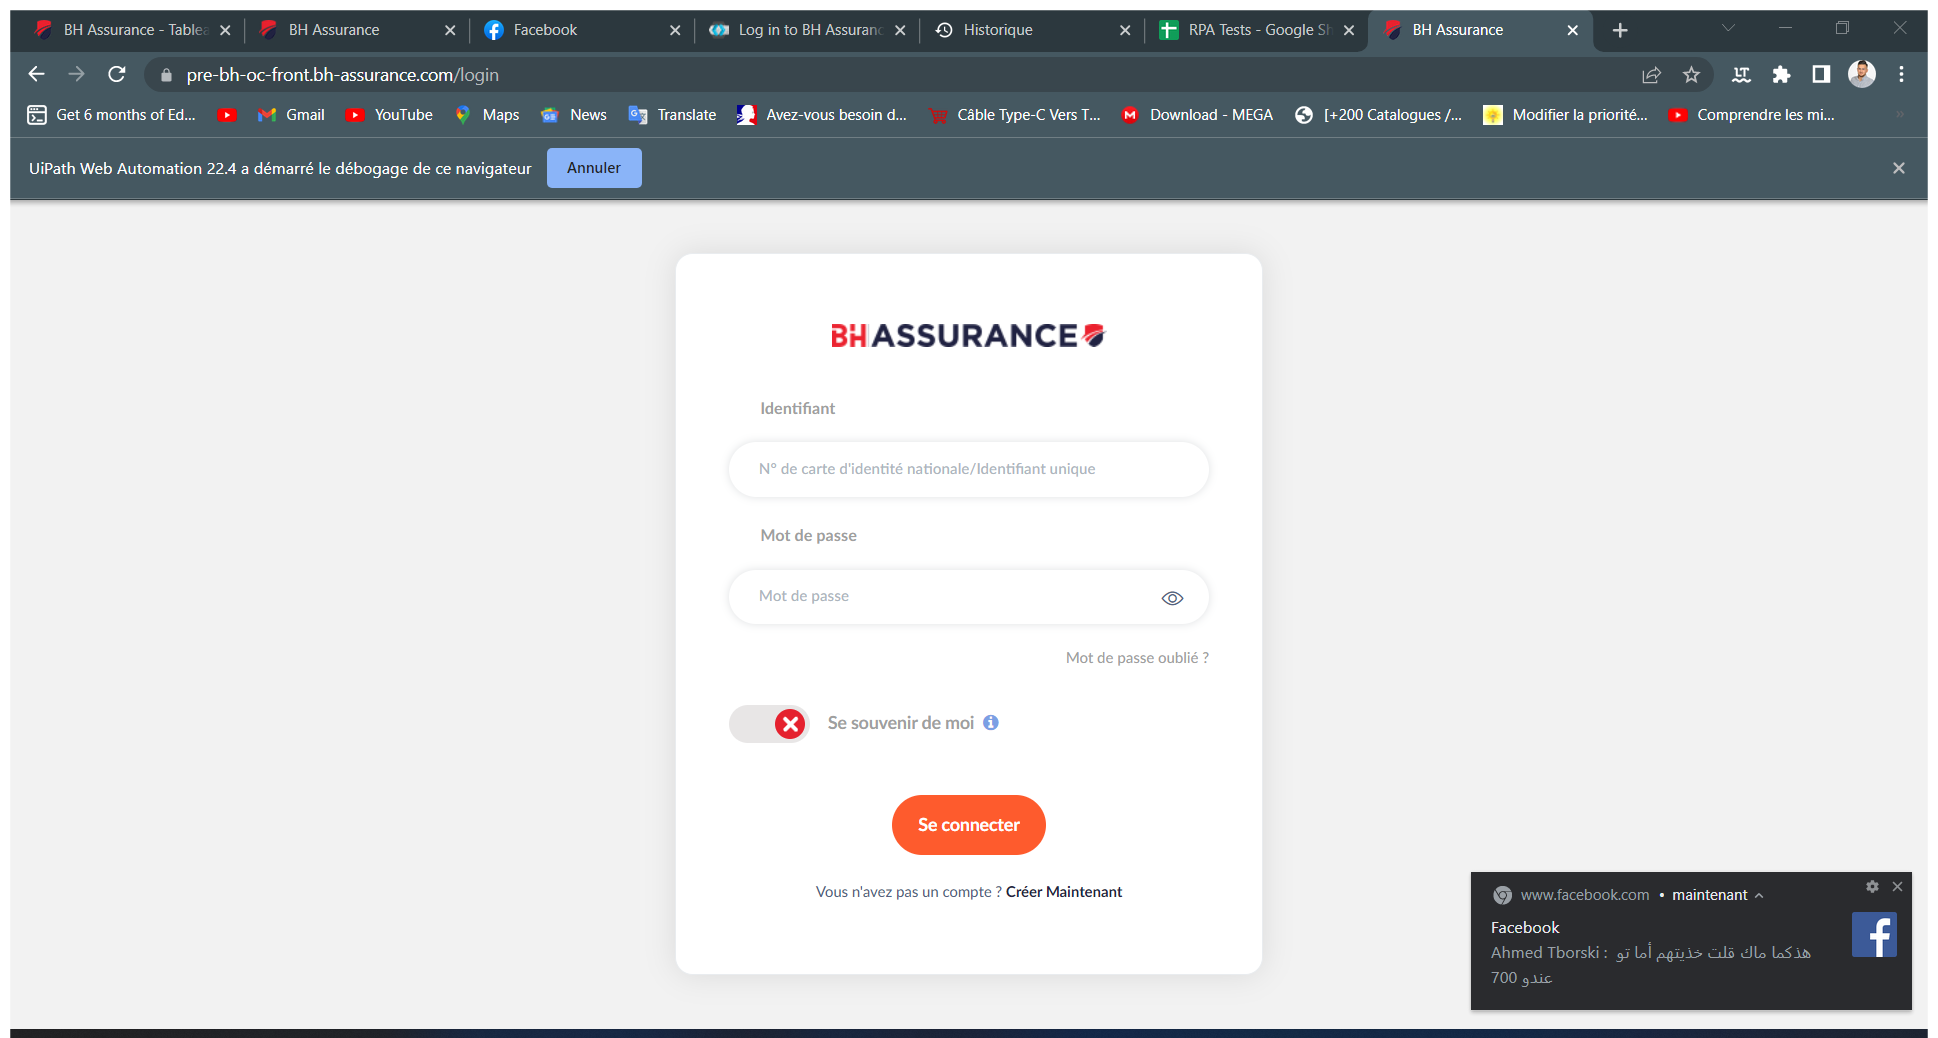 BH Assurance - Tablea
BH Assurance
Facebook
Log in to BH Assuranc
Historique
RPA Tests - Google Sh
BH Assurance
pre-bh-oc-front.bh-assurance.com/login
Get 6 months of Ed...
Gmail
YouTube
Maps
News
Translate
Avez-vous besoin d...
Câble Type-C Vers T...
Download - MEGA
[+200 Catalogues /...
Modifier la priorité...
Comprendre les mi...
UiPath Web Automation 22.4 a démarré le débogage de ce navigateur
Annuler
BH ASSURANCE
Identifiant
N° de carte d'identité nationale/Identifiant unique
Mot de passe
Mot de passe
Mot de passe oublié ?
Se souvenir de moi
Se connecter
Vous n'avez pas un compte ? Créer Maintenant
www.facebook.com • maintenant
Facebook
Ahmed Tborski : هذكما ماك قلت خذيتهم أما تو
عندو 700